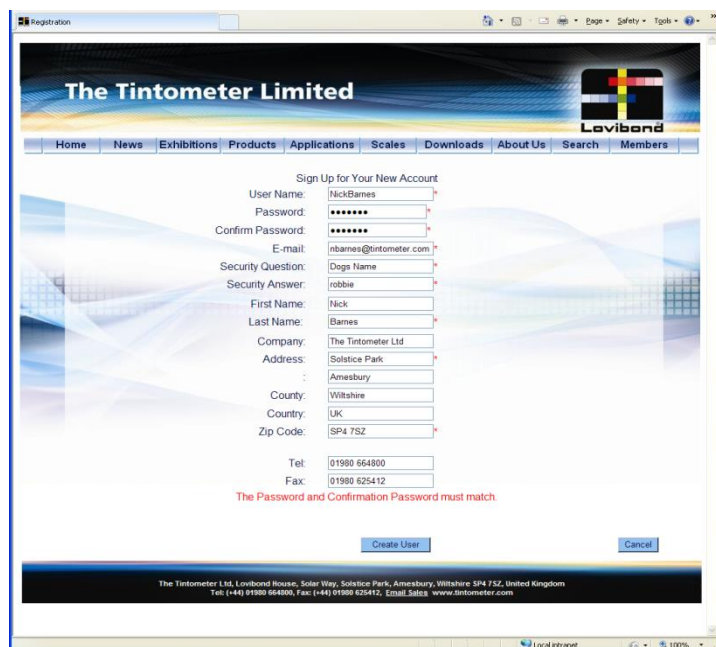 Registration
Page Safety Tools
The Tintometer Limited
Lovibond
Home News Exhibitions Products Applications Scales Downloads About Us Search Members
Sign Up for Your New Account
User Name: NickBarnes *
Password: ●●●●●●● *
Confirm Password: ●●●●●●● *
E-mail: nbarnes@tintometer.com *
Security Question: Dogs Name *
Security Answer: robbie *
First Name: Nick
Last Name: Barnes *
Company: The Tintometer Ltd
Address: Solstice Park *
: Amesbury
County: Wiltshire
Country: UK
Zip Code: SP4 7SZ *
Tel: 01980 664800
Fax: 01980 625412
The Password and Confirmation Password must match.
Create User Cancel
The Tintometer Ltd, Lovibond House, Solar Way, Solstice Park, Amesbury, Wiltshire SP4 7SZ, United Kingdom
Tel: (+44) 01980 664800, Fax: (+44) 01980 625412, Email Sales www.tintometer.com
Local intranet 100%